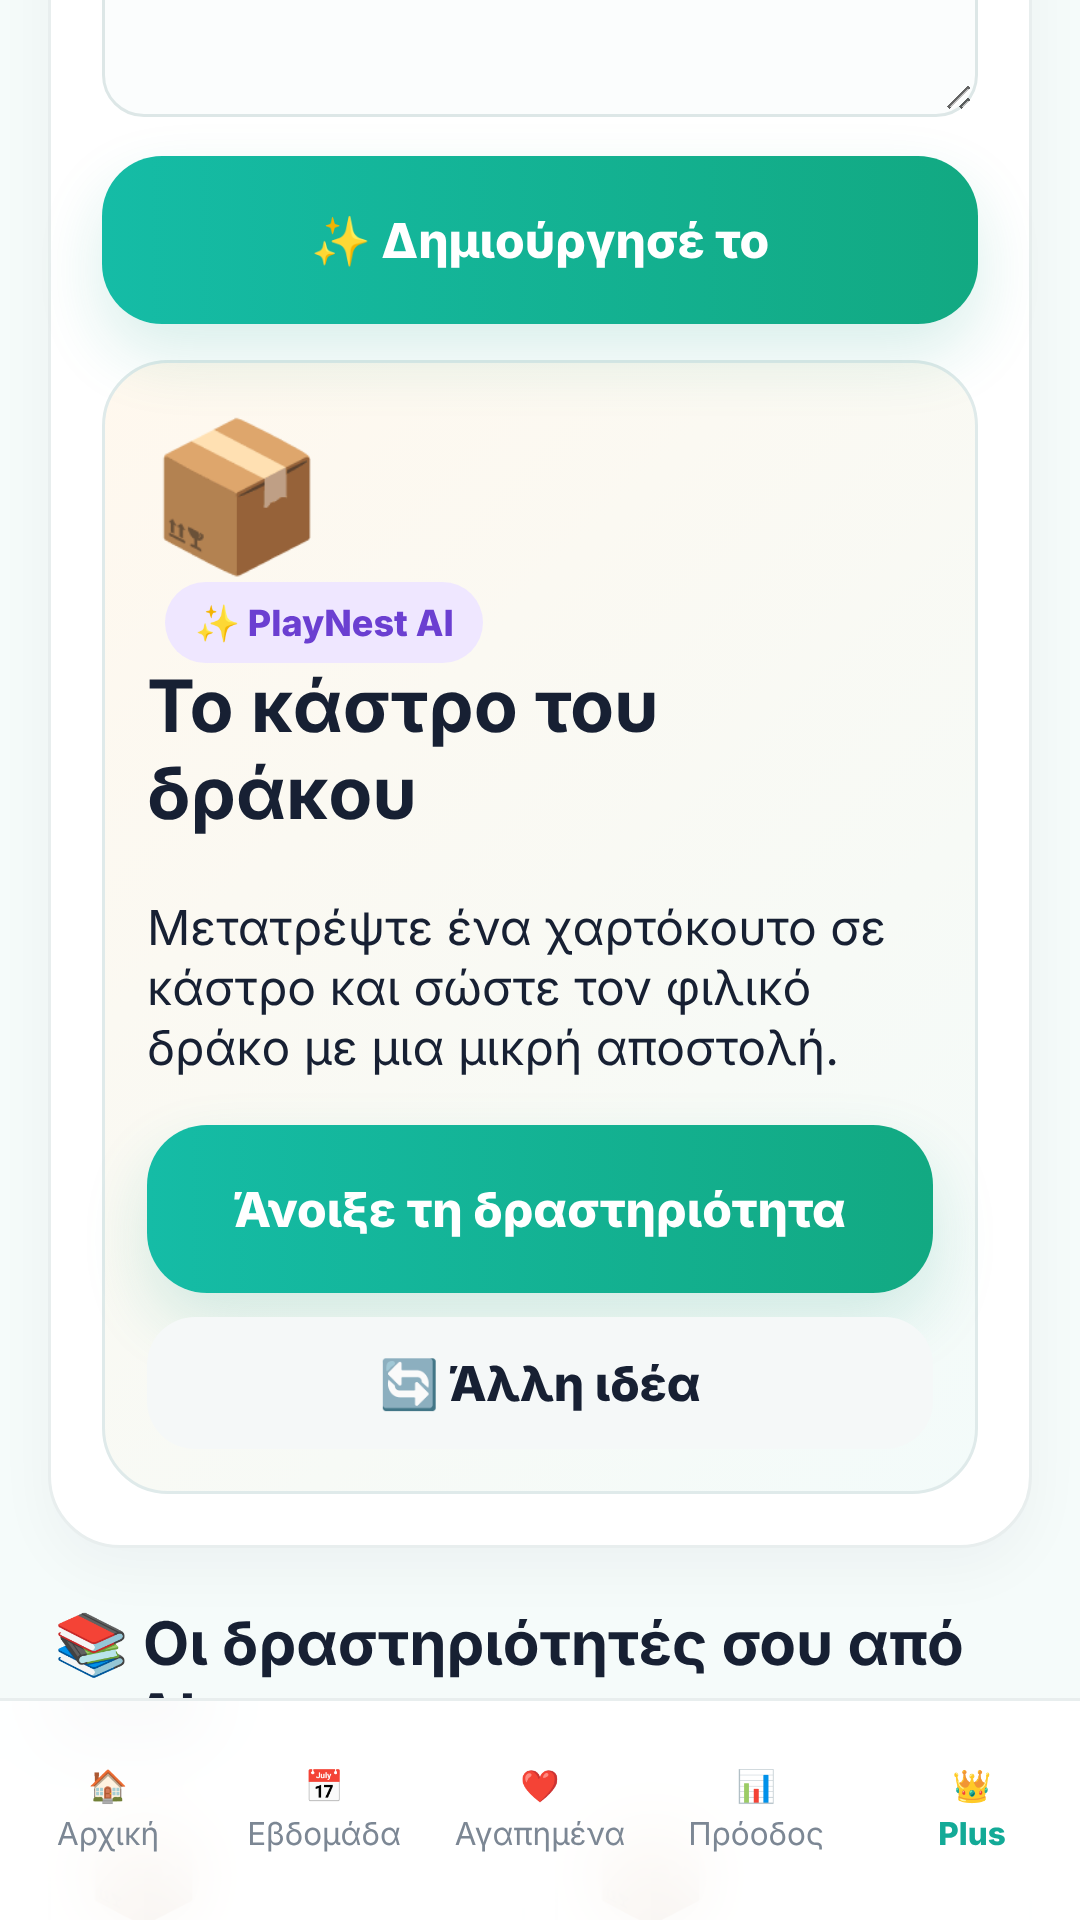 ✨ Δημιούργησέ το
✨ PlayNest AI
Το κάστρο του
δράκου
Μετατρέψτε ένα χαρτόκουτο σε
κάστρο και σώστε τον φιλικό
δράκο με μια μικρή αποστολή.
Άνοιξε τη δραστηριότητα
🔄 Άλλη ιδέα
📚 Οι δραστηριότητές σου από
Αρχική
Εβδομάδα
Αγαπημένα
Πρόοδος
Plus